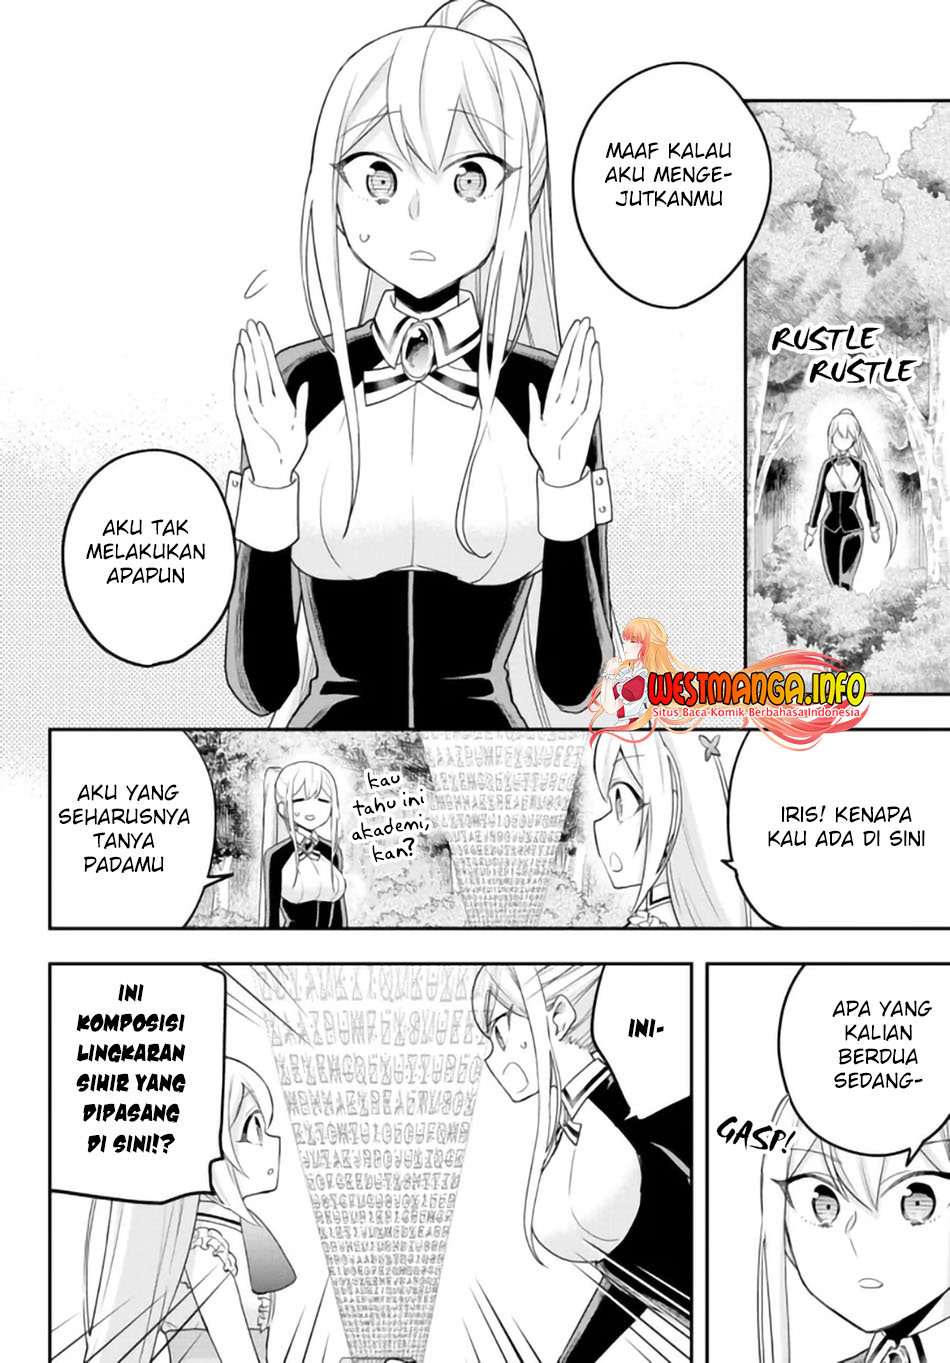 RUSTLE
RUSTLE
MAAF KALAU
AKU MENGE-
JUTKANMU
AKU TAK
MELAKUKAN
APAPUN
WESTMANGA.INFO
Situs Baca Komik Berbahasa Indonesia
IRIS! KENAPA
KAU ADA DI SINI
kau
tahu ini
akademi,
kan?
AKU YANG
SEHARUSNYA
TANYA
PADAMU
APA YANG
KALIAN
BERDUA
SEDANG-
GASP!
INI-
INI
KOMPOSISI
LINGKARAN
SIHIR YANG
DIPASANG
DI SINI!?